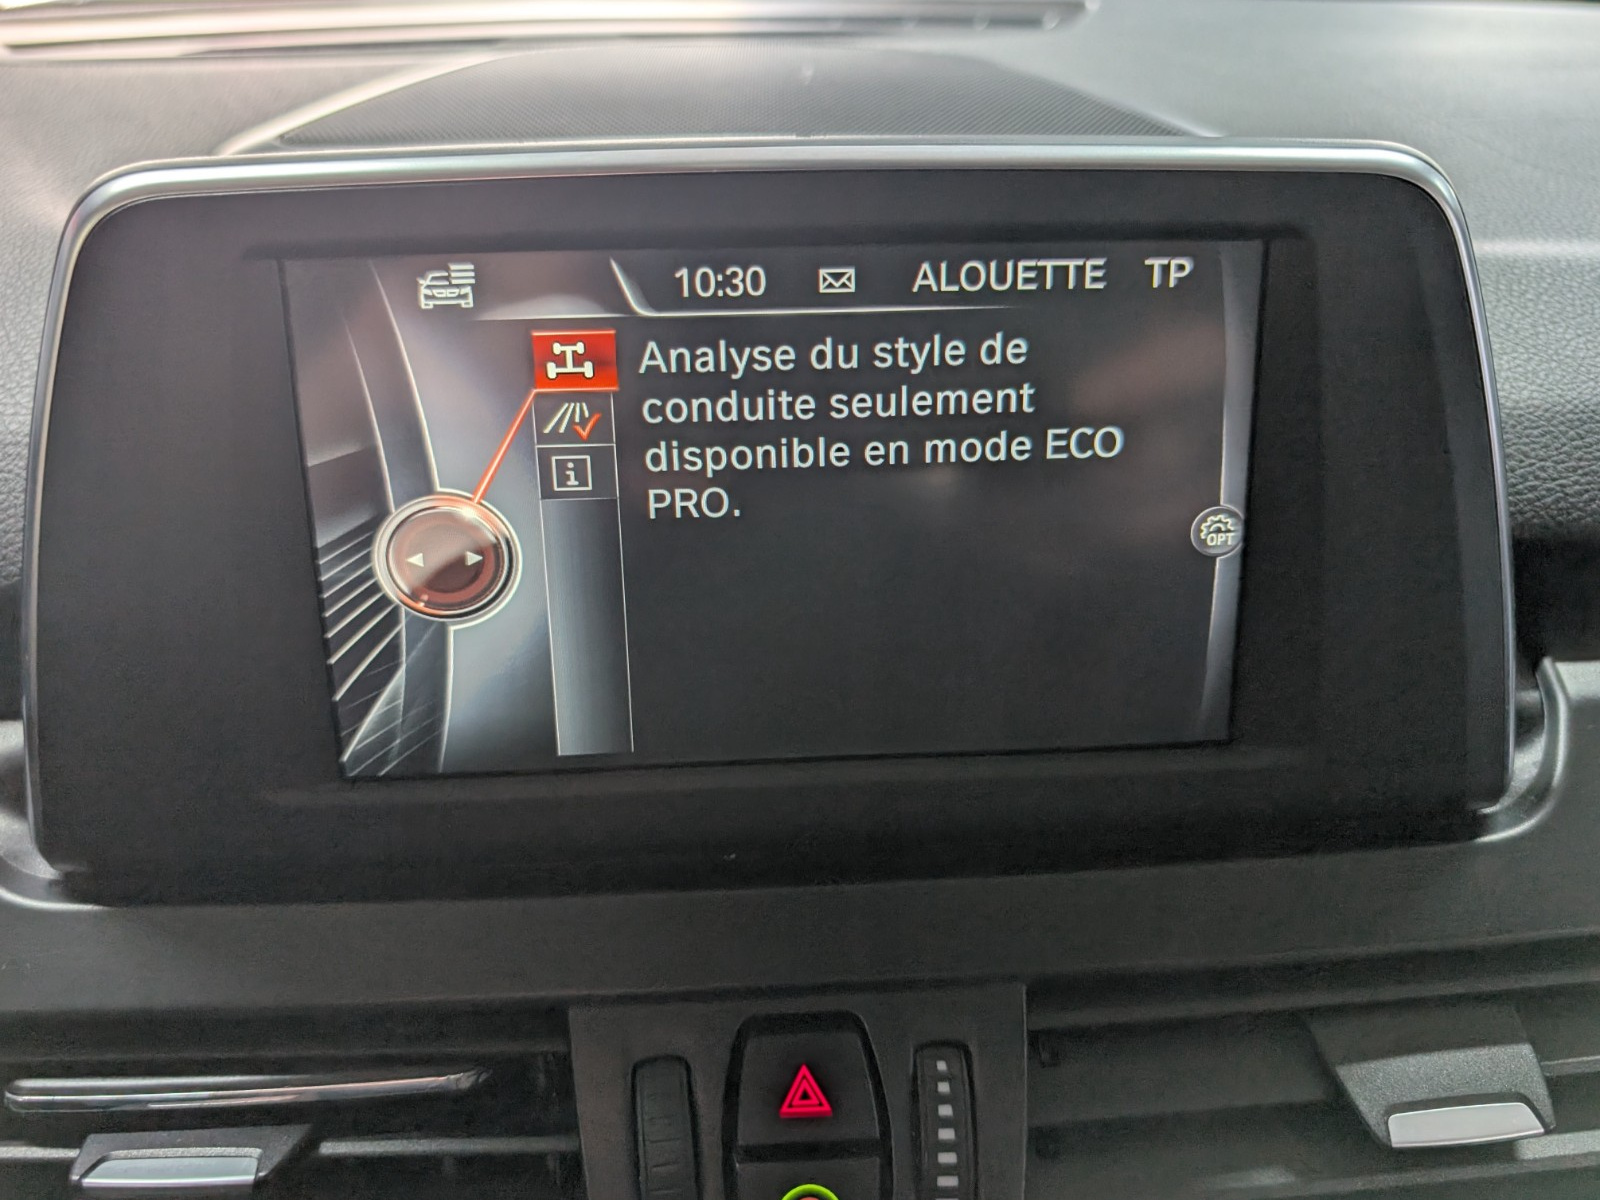 10:30 ALOUETTE TP
Analyse du style de
conduite seulement
disponible en mode ECO
PRO.
i
OPT